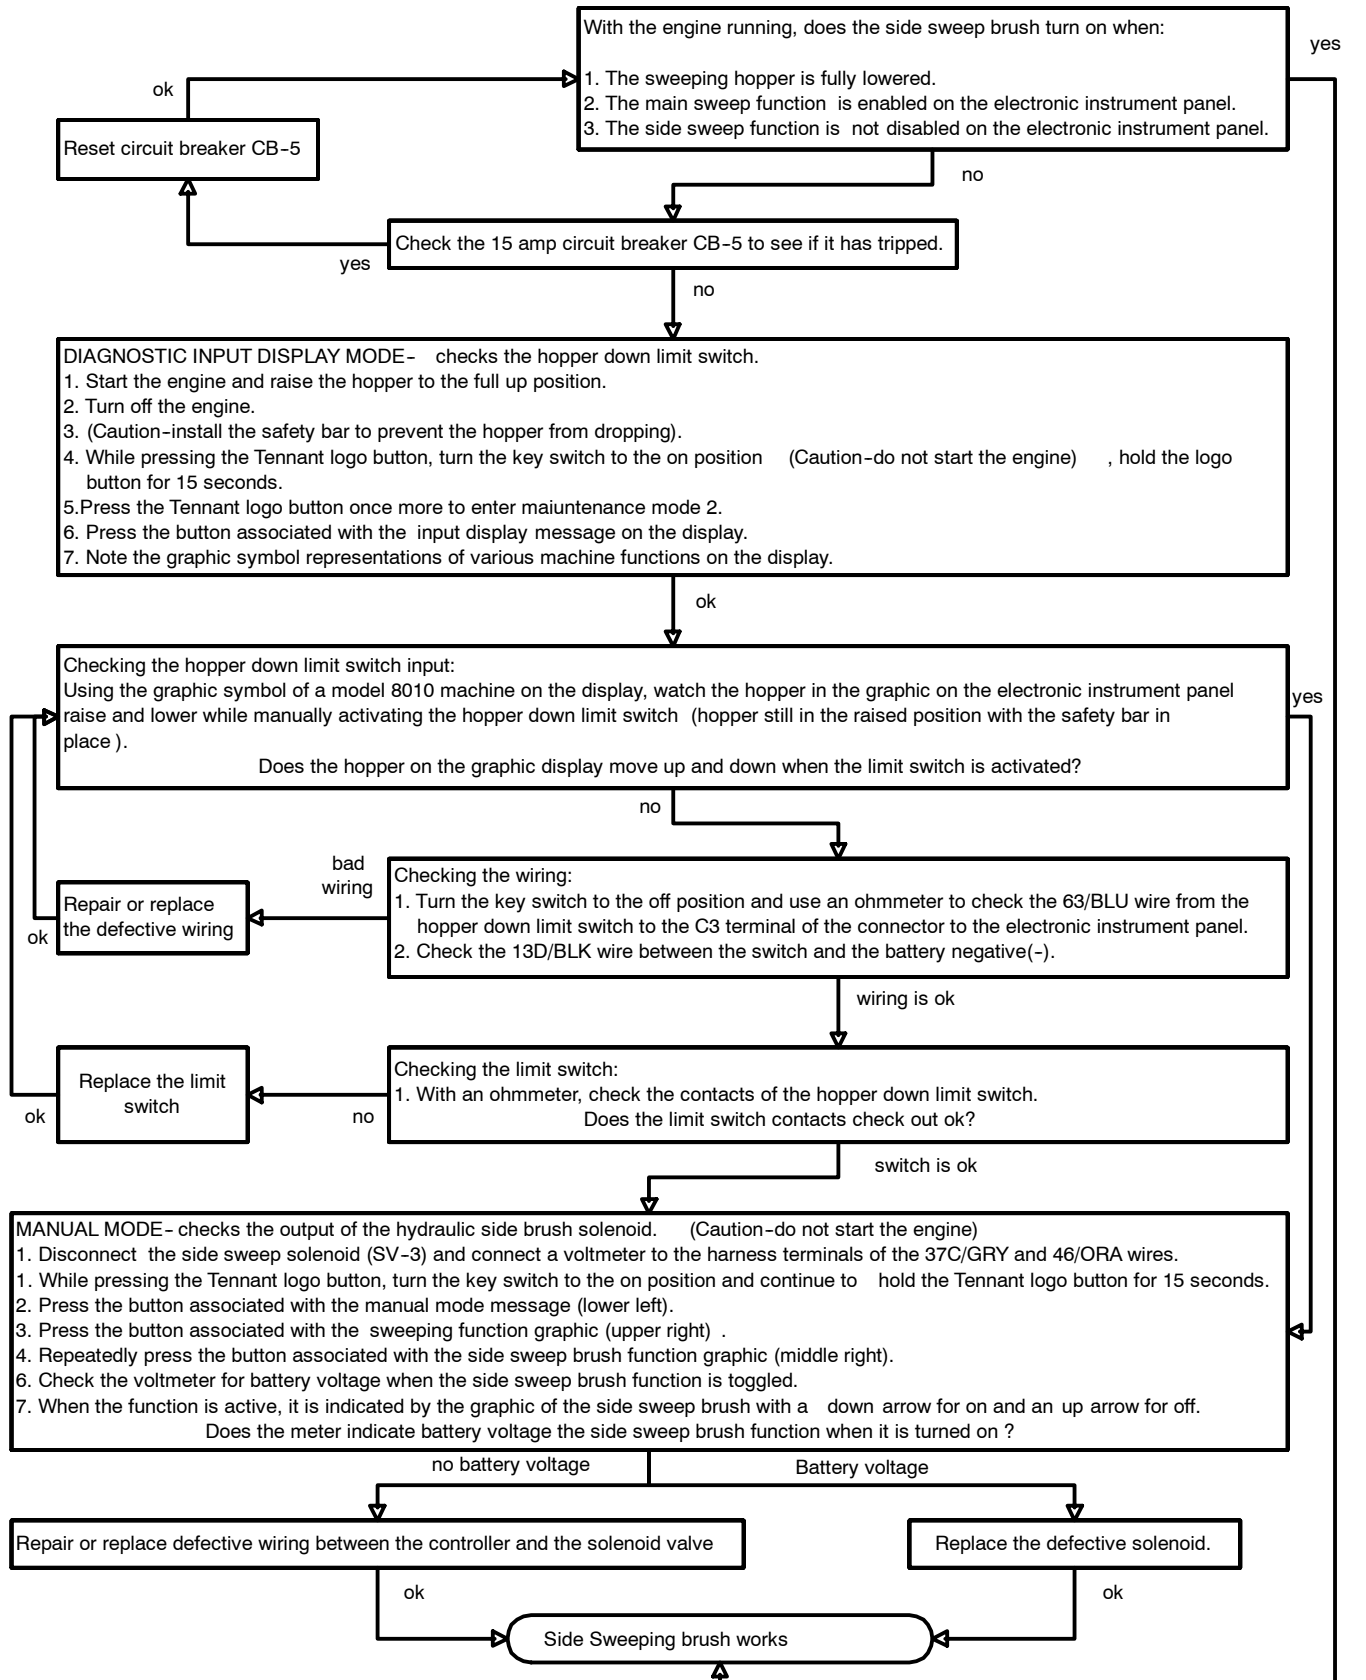 With the engine running, does the side sweep brush turn on when:
yes
1. The sweeping hopper is fully lowered.
2. The main sweep function is enabled on the electronic instrument panel.
3. The side sweep function is not disabled on the electronic instrument panel.
ok
Reset circuit breaker CB-5
no
Check the 15 amp circuit breaker CB-5 to see if it has tripped.
yes
no
DIAGNOSTIC INPUT DISPLAY MODE- checks the hopper down limit switch.
1. Start the engine and raise the hopper to the full up position.
2. Turn off the engine.
3. (Caution-install the safety bar to prevent the hopper from dropping).
4. While pressing the Tennant logo button, turn the key switch to the on position (Caution-do not start the engine) , hold the logo
button for 15 seconds.
5.Press the Tennant logo button once more to enter maiuntenance mode 2.
6. Press the button associated with the input display message on the display.
7. Note the graphic symbol representations of various machine functions on the display.
ok
Checking the hopper down limit switch input:
Using the graphic symbol of a model 8010 machine on the display, watch the hopper in the graphic on the electronic instrument panel
raise and lower while manually activating the hopper down limit switch (hopper still in the raised position with the safety bar in
place ).
Does the hopper on the graphic display move up and down when the limit switch is activated?
yes
no
bad
wiring
Checking the wiring:
1. Turn the key switch to the off position and use an ohmmeter to check the 63/BLU wire from the
hopper down limit switch to the C3 terminal of the connector to the electronic instrument panel.
2. Check the 13D/BLK wire between the switch and the battery negative(-).
Repair or replace
the defective wiring
ok
wiring is ok
Checking the limit switch:
1. With an ohmmeter, check the contacts of the hopper down limit switch.
Does the limit switch contacts check out ok?
Replace the limit
switch
ok
no
switch is ok
MANUAL MODE- checks the output of the hydraulic side brush solenoid. (Caution-do not start the engine)
1. Disconnect the side sweep solenoid (SV-3) and connect a voltmeter to the harness terminals of the 37C/GRY and 46/ORA wires.
1. While pressing the Tennant logo button, turn the key switch to the on position and continue to hold the Tennant logo button for 15 seconds.
2. Press the button associated with the manual mode message (lower left).
3. Press the button associated with the sweeping function graphic (upper right) .
4. Repeatedly press the button associated with the side sweep brush function graphic (middle right).
6. Check the voltmeter for battery voltage when the side sweep brush function is toggled.
7. When the function is active, it is indicated by the graphic of the side sweep brush with a down arrow for on and an up arrow for off.
Does the meter indicate battery voltage the side sweep brush function when it is turned on ?
no battery voltage
Battery voltage
Repair or replace defective wiring between the controller and the solenoid valve
Replace the defective solenoid.
ok
ok
Side Sweeping brush works